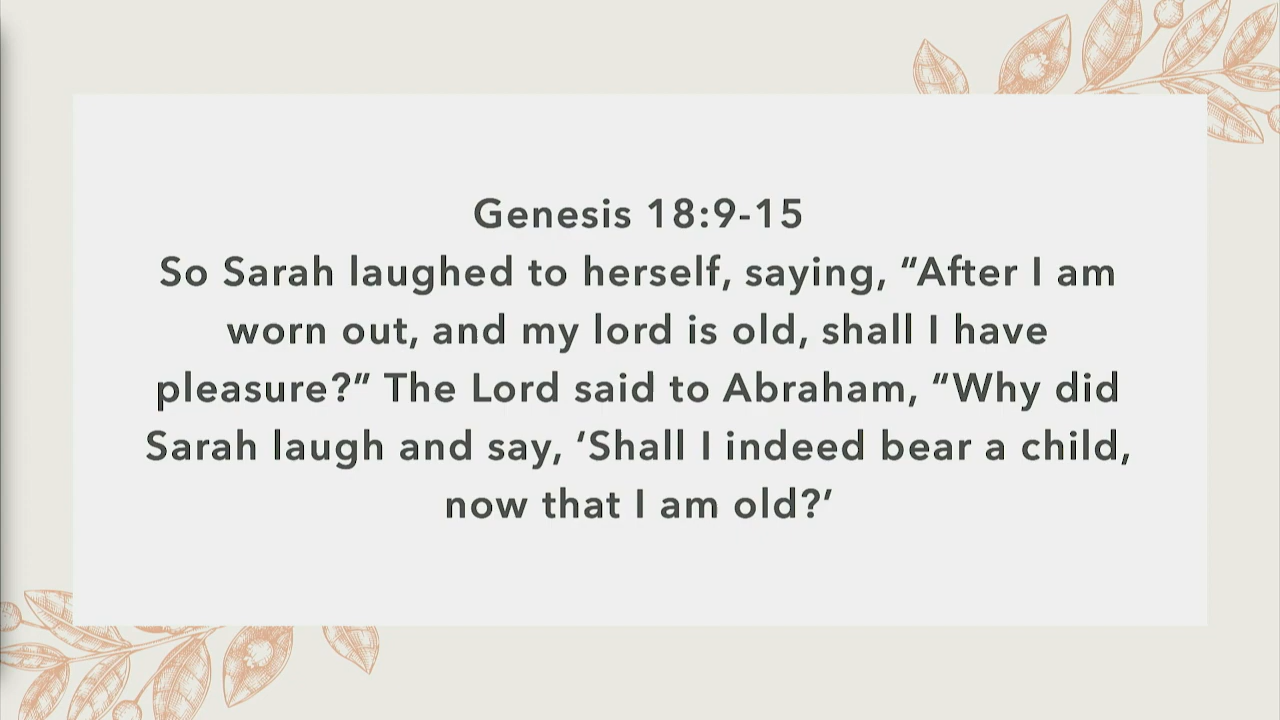 Genesis 18:9-15
So Sarah laughed to herself, saying, “After I am
worn out, and my lord is old, shall I have
pleasure?” The Lord said to Abraham, “Why did
Sarah laugh and say, ‘Shall I indeed bear a child,
now that I am old?’